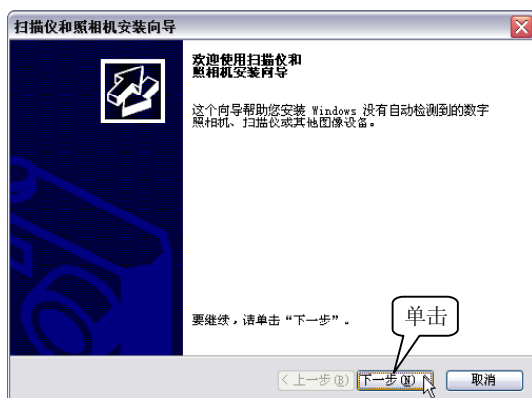 扫描仪和照相机安装向导
欢迎使用扫描仪和
照相机安装向导
这个向导帮助您安装 Windows 没有自动检测到的数字
照相机、扫描仪或其他图像设备。
要继续，请单击“下一步”。
单击
< 上一步(B)
下一步(N) >
取消